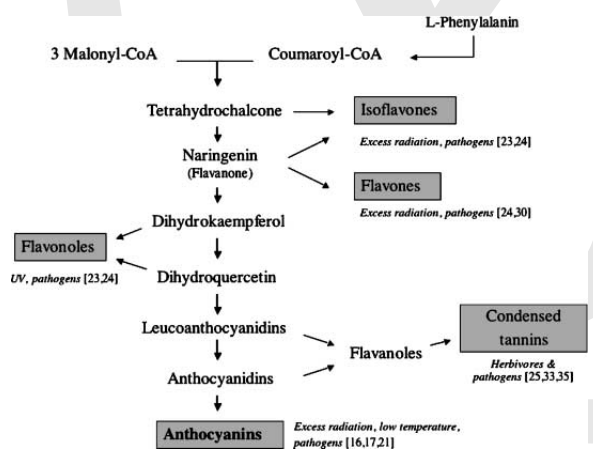 L-Phenylalanin
3 Malonyl-CoA
Coumaroyl-CoA
Tetrahydrochalcone
Isoflavones
Excess radiation, pathogens [23,24]
Naringenin
(Flavanone)
Flavones
Excess radiation, pathogens [24,30]
Dihydrokaempferol
Flavonoles
UV, pathogens [23,24]
Dihydroquercetin
Leucoanthocyanidins
Flavanoles
Condensed
tannins
Herbivores &
pathogens [25,33,35]
Anthocyanidins
Anthocyanins
Excess radiation, low temperature,
pathogens [16,17,21]